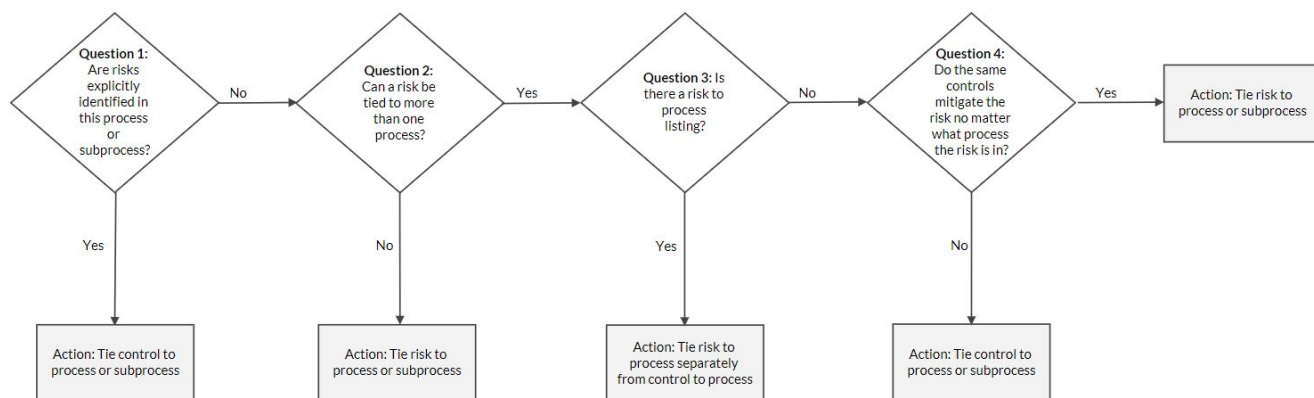 Question 1:
Are risks
explicitly
identified in
this process
or
subprocess?
No
Question 2:
Can a risk be
tied to more
than one
process?
Yes
Question 3: Is
there a risk to
process
listing?
No
Question 4:
Do the same
controls
mitigate the
risk no matter
what process
the risk is in?
Yes
Action: Tie risk to
process or subprocess
Yes
No
Yes
No
Action: Tie control to
process or subprocess
Action: Tie risk to
process or subprocess
Action: Tie risk to
process separately
from control to process
Action: Tie control to
process or subprocess